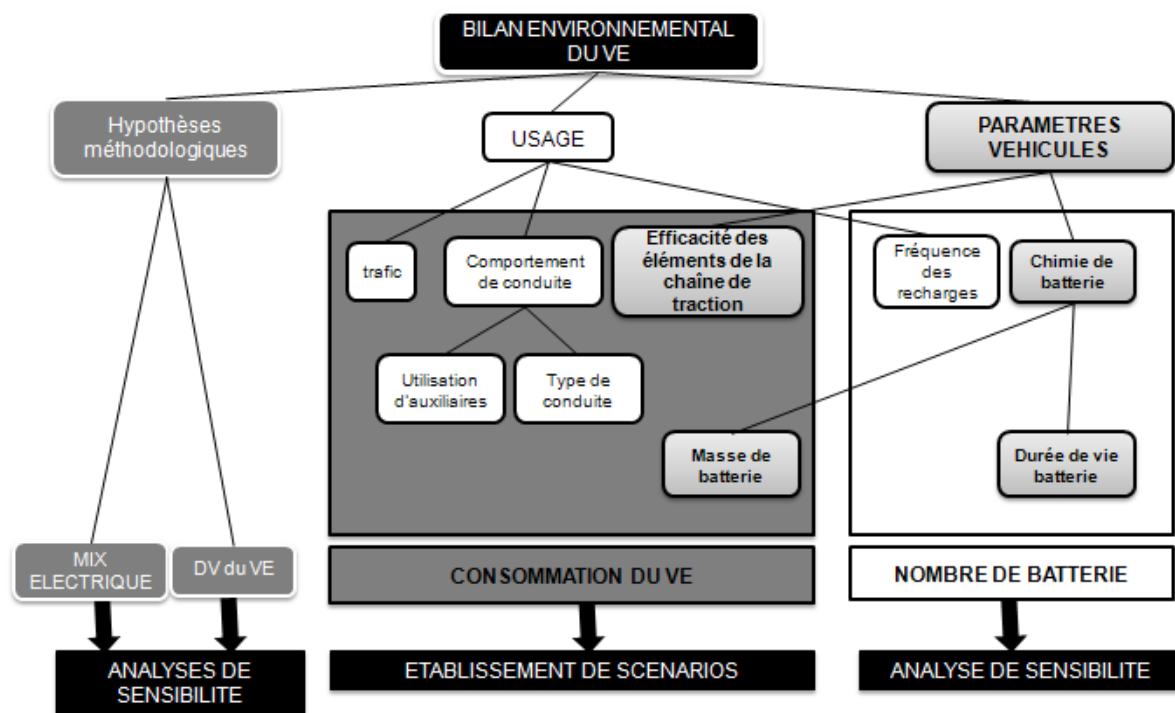 BILAN ENVIRONNEMENTAL
DU VE
Hypothèses
méthodologiques
USAGE
PARAMETRES
VEHICULES
trafic
Comportement
de conduite
Efficacité des
éléments de la
chaîne de
traction
Fréquence
des
recharges
Chimie de
batterie
Utilisation
d'auxiliaires
Type de
conduite
Masse de
batterie
Durée de vie
batterie
MIX
ELECTRIQUE
DV du VE
CONSOMMATION DU VE
NOMBRE DE BATTERIE
ANALYSES DE
SENSIBILITE
ETABLISSEMENT DE SCENARIOS
ANALYSE DE SENSIBILITE